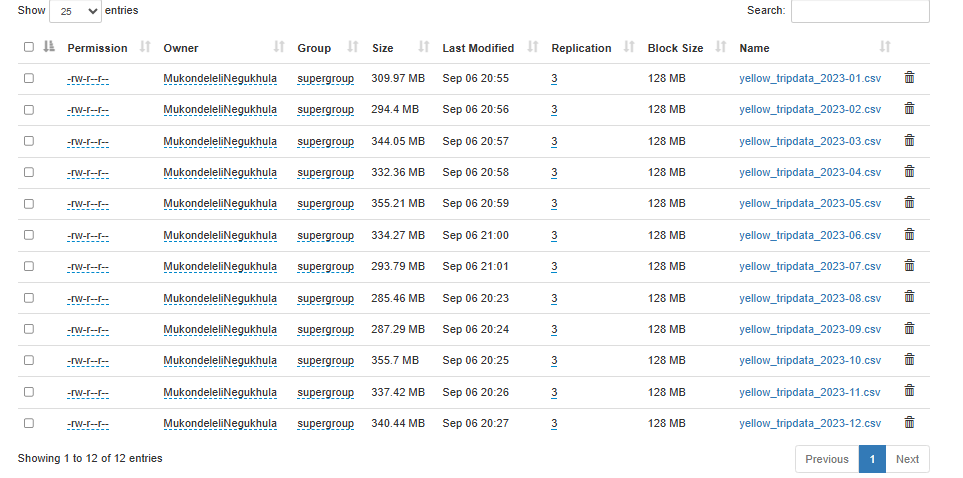 Show 25 entries Search:
Permission Owner Group Size Last Modified Replication Block Size Name
-rw-r--r-- MukondeleliNegukhula supergroup 309.97 MB Sep 06 20:55 3 128 MB yellow_tripdata_2023-01.csv
-rw-r--r-- MukondeleliNegukhula supergroup 294.4 MB Sep 06 20:56 3 128 MB yellow_tripdata_2023-02.csv
-rw-r--r-- MukondeleliNegukhula supergroup 344.05 MB Sep 06 20:57 3 128 MB yellow_tripdata_2023-03.csv
-rw-r--r-- MukondeleliNegukhula supergroup 332.36 MB Sep 06 20:58 3 128 MB yellow_tripdata_2023-04.csv
-rw-r--r-- MukondeleliNegukhula supergroup 355.21 MB Sep 06 20:59 3 128 MB yellow_tripdata_2023-05.csv
-rw-r--r-- MukondeleliNegukhula supergroup 334.27 MB Sep 06 21:00 3 128 MB yellow_tripdata_2023-06.csv
-rw-r--r-- MukondeleliNegukhula supergroup 293.79 MB Sep 06 21:01 3 128 MB yellow_tripdata_2023-07.csv
-rw-r--r-- MukondeleliNegukhula supergroup 285.46 MB Sep 06 20:23 3 128 MB yellow_tripdata_2023-08.csv
-rw-r--r-- MukondeleliNegukhula supergroup 287.29 MB Sep 06 20:24 3 128 MB yellow_tripdata_2023-09.csv
-rw-r--r-- MukondeleliNegukhula supergroup 355.7 MB Sep 06 20:25 3 128 MB yellow_tripdata_2023-10.csv
-rw-r--r-- MukondeleliNegukhula supergroup 337.42 MB Sep 06 20:26 3 128 MB yellow_tripdata_2023-11.csv
-rw-r--r-- MukondeleliNegukhula supergroup 340.44 MB Sep 06 20:27 3 128 MB yellow_tripdata_2023-12.csv
Showing 1 to 12 of 12 entries Previous 1 Next